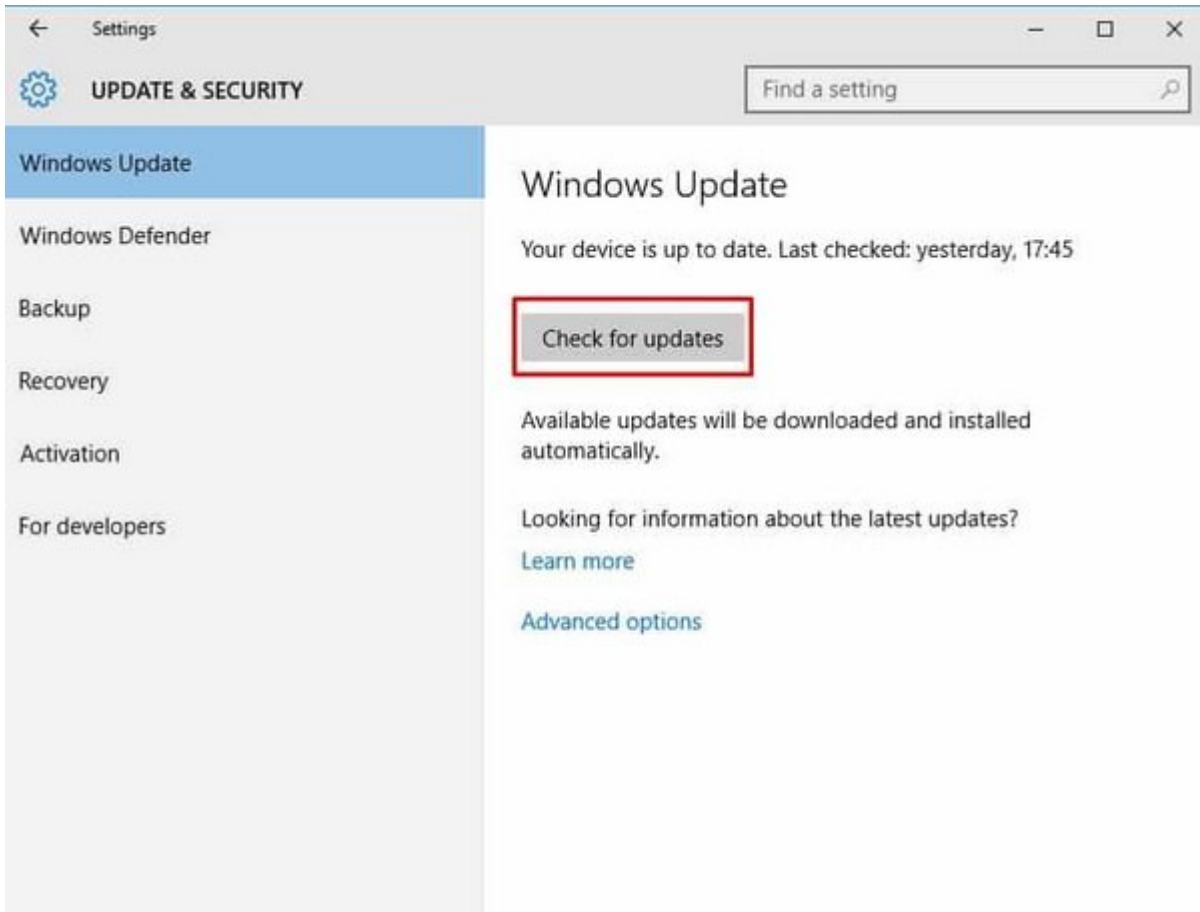 Settings
UPDATE & SECURITY
Find a setting
Windows Update
Windows Defender
Backup
Recovery
Activation
For developers
Windows Update
Your device is up to date. Last checked: yesterday, 17:45
Check for updates
Available updates will be downloaded and installed
automatically.
Looking for information about the latest updates?
Learn more
Advanced options